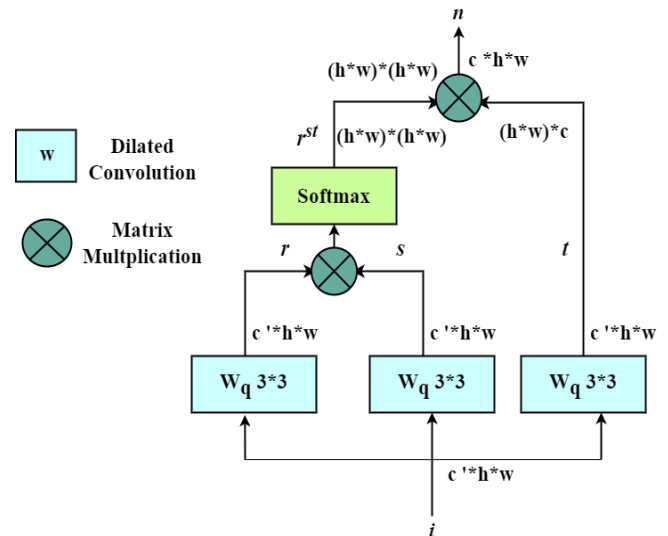 n
(h*w)*(h*w)
c *h*w
w
Dilated
Convolution
r^st
(h*w)*(h*w)
(h*w)*c
Softmax
Matrix
Multplication
r
s
t
c '*h*w
c '*h*w
c '*h*w
Wq 3*3
Wq 3*3
Wq 3*3
c '*h*w
i